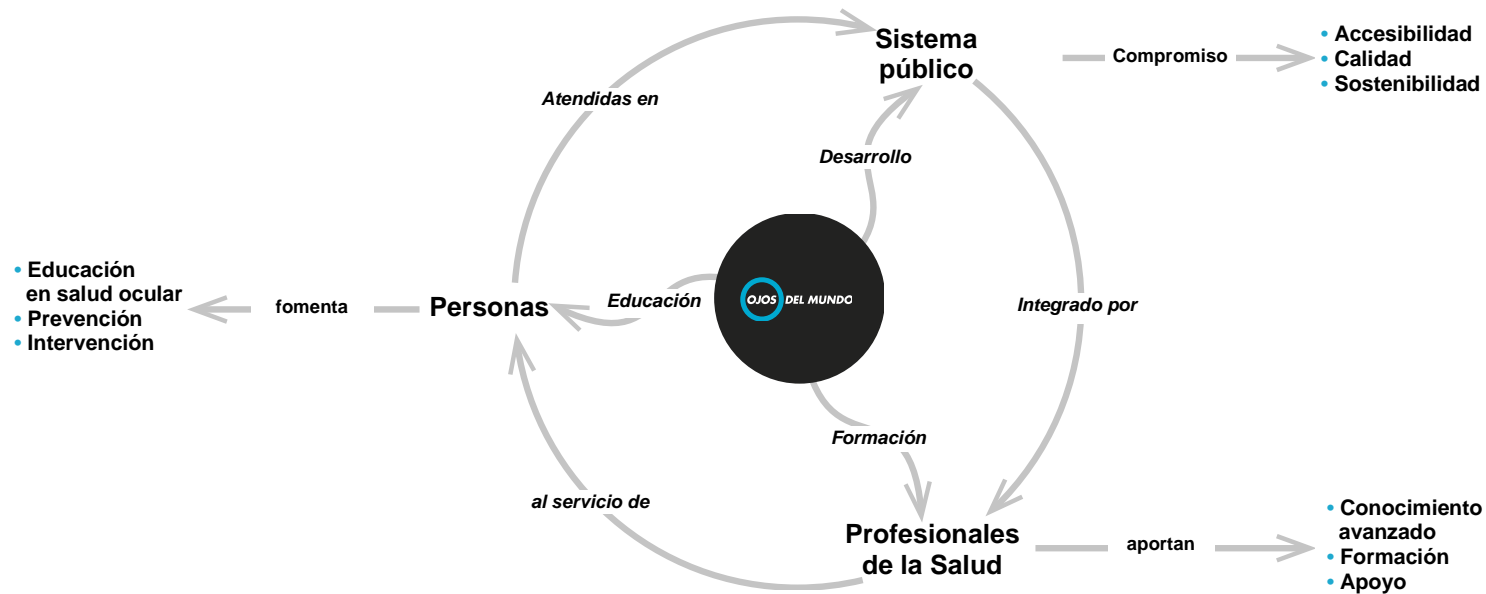 Sistema
público
Compromiso
• Accesibilidad
• Calidad
• Sostenibilidad
Atendidas en
Desarrollo
• Educación
en salud ocular
• Prevención
• Intervención
fomenta
Personas
Educación
OJOS DEL MUNDO
Integrado por
Formación
al servicio de
Profesionales
de la Salud
aportan
• Conocimiento
avanzado
• Formación
• Apoyo